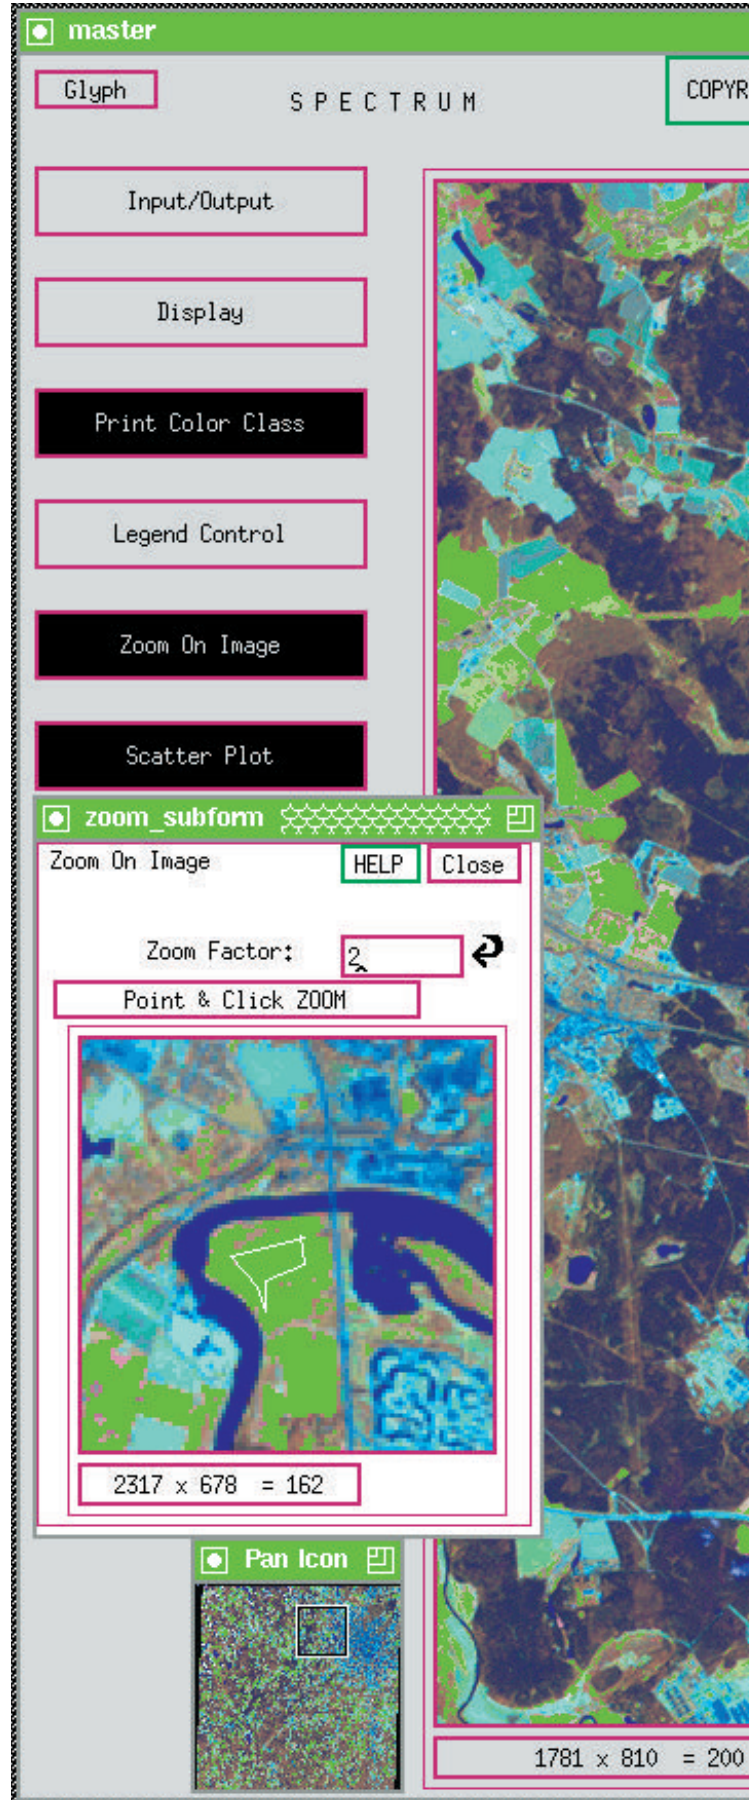 master
Glyph
SPECTRUM
COPYR
Input/Output
Display
Print Color Class
Legend Control
Zoom On Image
Scatter Plot
zoom_subform
Zoom On Image HELP Close
Zoom Factor: 2
Point & Click ZOOM
2317 x 678 = 162
Pan Icon
1781 x 810 = 200